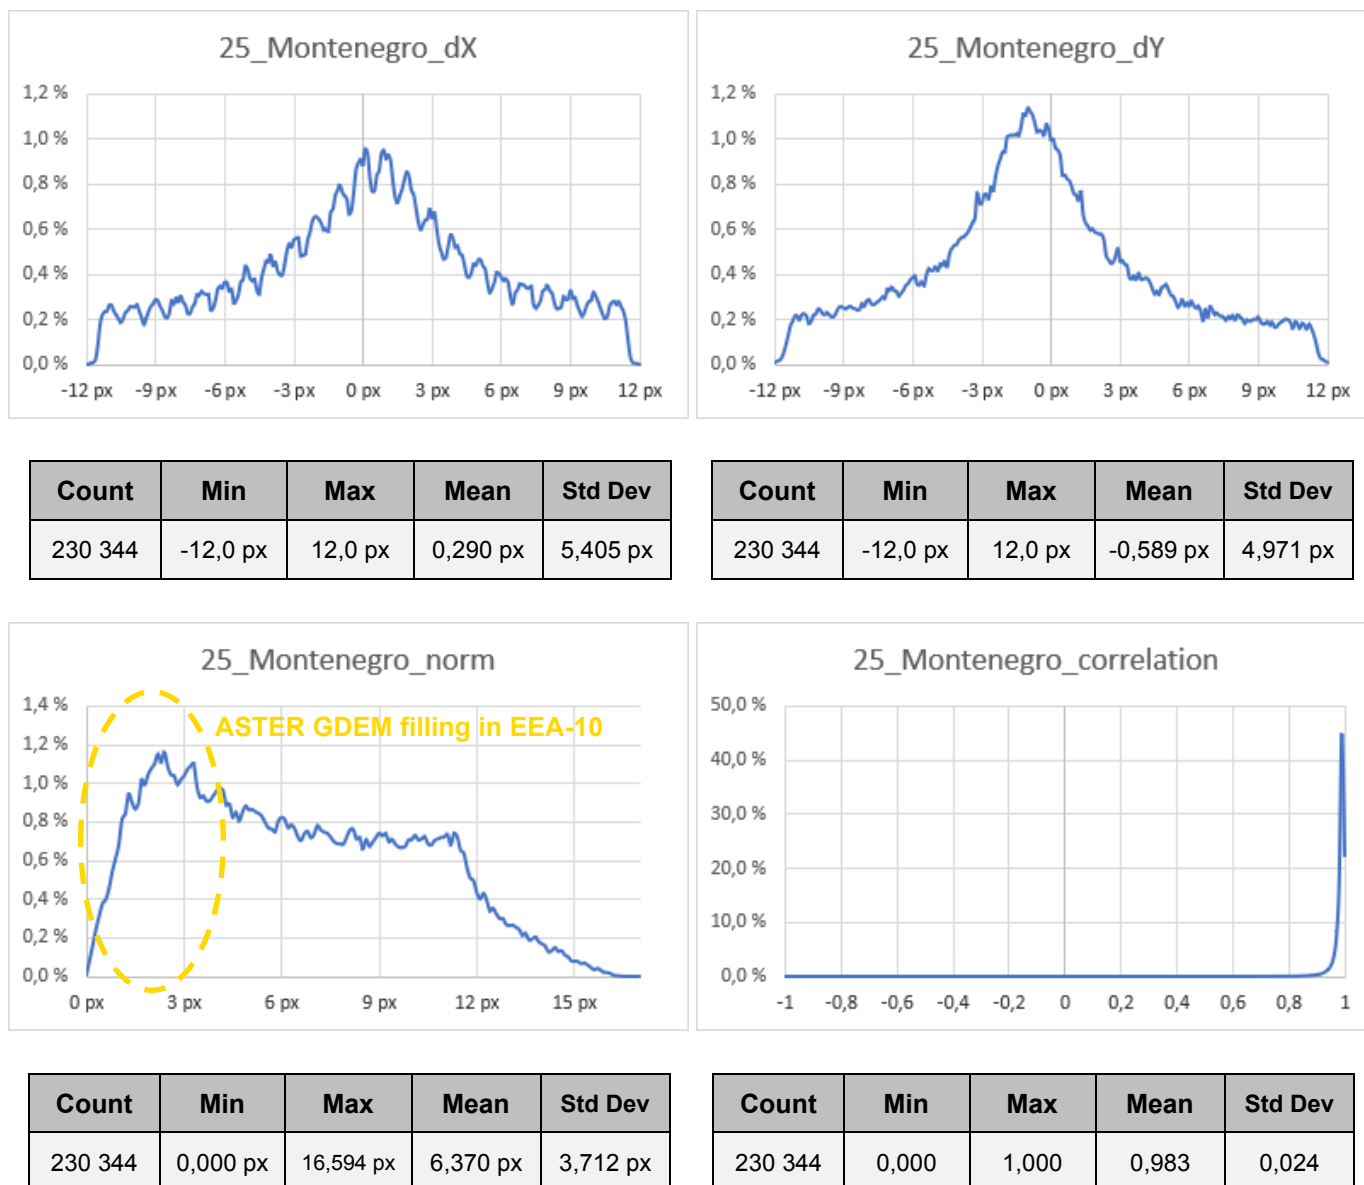 25_Montenegro_dX
1,2 %
1,0 %
0,8 %
0,6 %
0,4 %
0,2 %
0,0 %
-12 px -9 px -6 px -3 px 0 px 3 px 6 px 9 px 12 px
25_Montenegro_dY
1,2 %
1,0 %
0,8 %
0,6 %
0,4 %
0,2 %
0,0 %
-12 px -9 px -6 px -3 px 0 px 3 px 6 px 9 px 12 px
Count Min Max Mean Std Dev
230 344 -12,0 px 12,0 px 0,290 px 5,405 px
Count Min Max Mean Std Dev
230 344 -12,0 px 12,0 px -0,589 px 4,971 px
25_Montenegro_norm
1,4 %
ASTER GDEM filling in EEA-10
1,2 %
1,0 %
0,8 %
0,6 %
0,4 %
0,2 %
0,0 %
0 px 3 px 6 px 9 px 12 px 15 px
25_Montenegro_correlation
50,0 %
40,0 %
30,0 %
20,0 %
10,0 %
0,0 %
-1 -0,8 -0,6 -0,4 -0,2 0 0,2 0,4 0,6 0,8 1
Count Min Max Mean Std Dev
230 344 0,000 px 16,594 px 6,370 px 3,712 px
Count Min Max Mean Std Dev
230 344 0,000 1,000 0,983 0,024